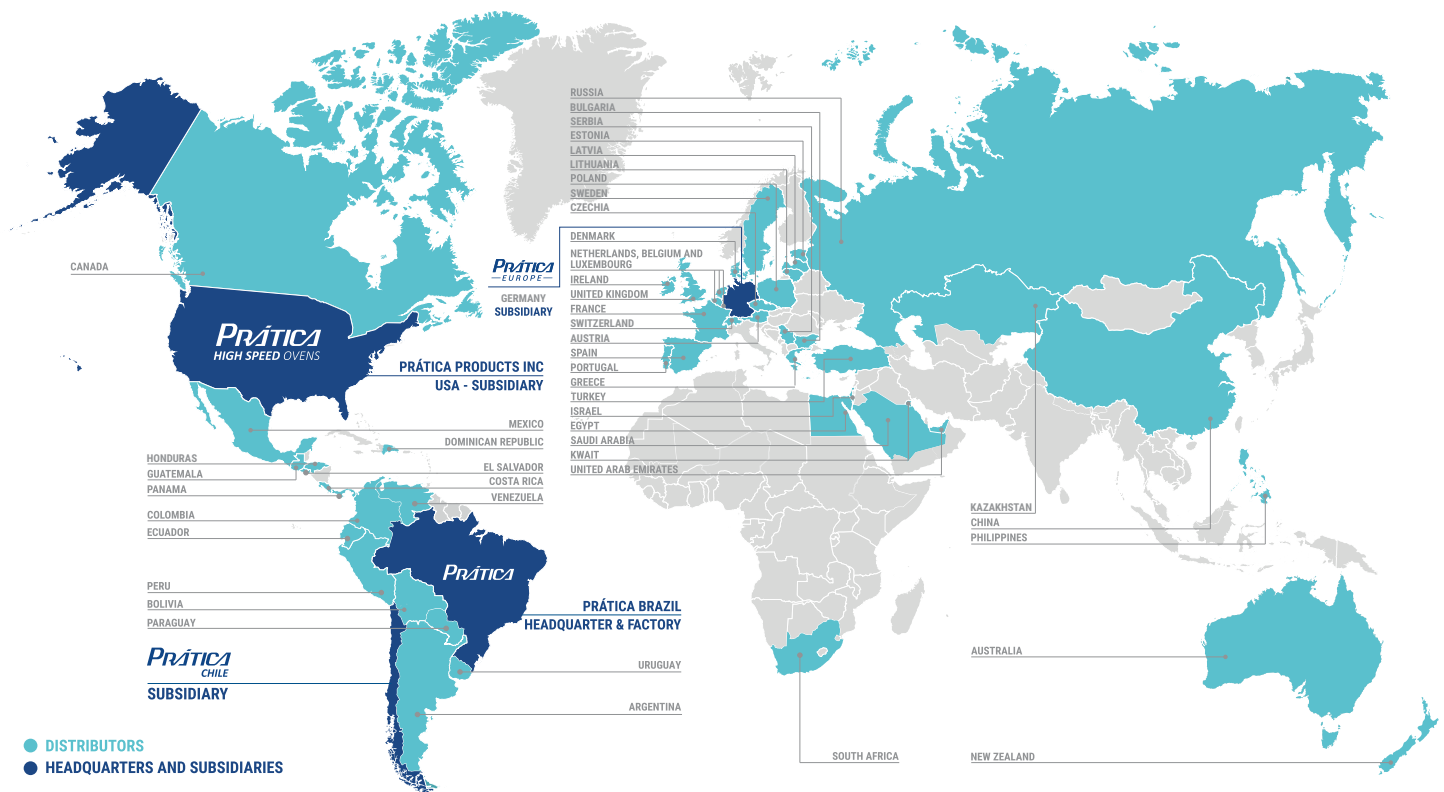 CANADA
PRÁTICA
HIGH SPEED OVENS
PRÁTICA PRODUCTS INC
USA - SUBSIDIARY
MEXICO
DOMINICAN REPUBLIC
HONDURAS
GUATEMALA
PANAMA
EL SALVADOR
COSTA RICA
VENEZUELA
COLOMBIA
ECUADOR
PRÁTICA
PERU
BOLIVIA
PARAGUAY
PRÁTICA BRAZIL
HEADQUARTER & FACTORY
PRÁTICA
CHILE
SUBSIDIARY
URUGUAY
ARGENTINA
DISTRIBUTORS
HEADQUARTERS AND SUBSIDIARIES
RUSSIA
BULGARIA
SERBIA
ESTONIA
LATVIA
LITHUANIA
POLAND
SWEDEN
CZECHIA
PRÁTICA
EUROPE
GERMANY
SUBSIDIARY
DENMARK
NETHERLANDS, BELGIUM AND
LUXEMBOURG
IRELAND
UNITED KINGDOM
FRANCE
SWITZERLAND
AUSTRIA
SPAIN
PORTUGAL
GREECE
TURKEY
ISRAEL
EGYPT
SAUDI ARABIA
KWAIT
UNITED ARAB EMIRATES
KAZAKHSTAN
CHINA
PHILIPPINES
AUSTRALIA
SOUTH AFRICA
NEW ZEALAND